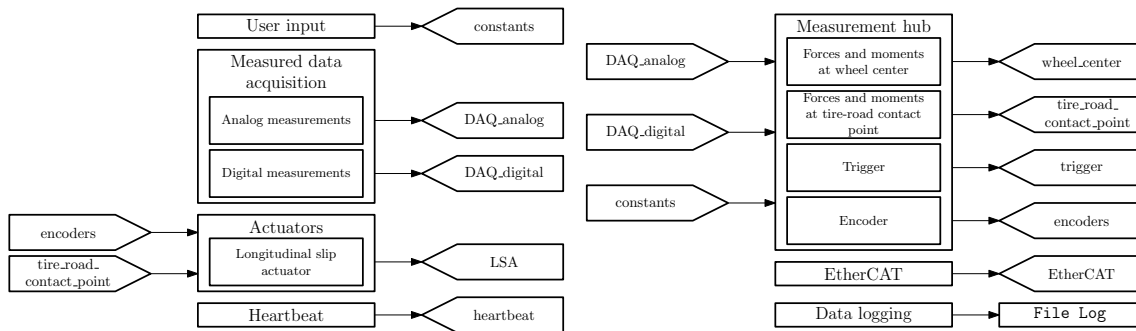 User input
constants
Measured data
acquisition
Analog measurements
DAQ_analog
Digital measurements
DAQ_digital
encoders
tire_road_
contact_point
Actuators
Longitudinal slip
actuator
LSA
Heartbeat
heartbeat
DAQ_analog
DAQ_digital
constants
Measurement hub
Forces and moments
at wheel center
wheel_center
Forces and moments
at tire-road contact
point
tire_road_
contact_point
Trigger
trigger
Encoder
encoders
EtherCAT
EtherCAT
Data logging
File Log